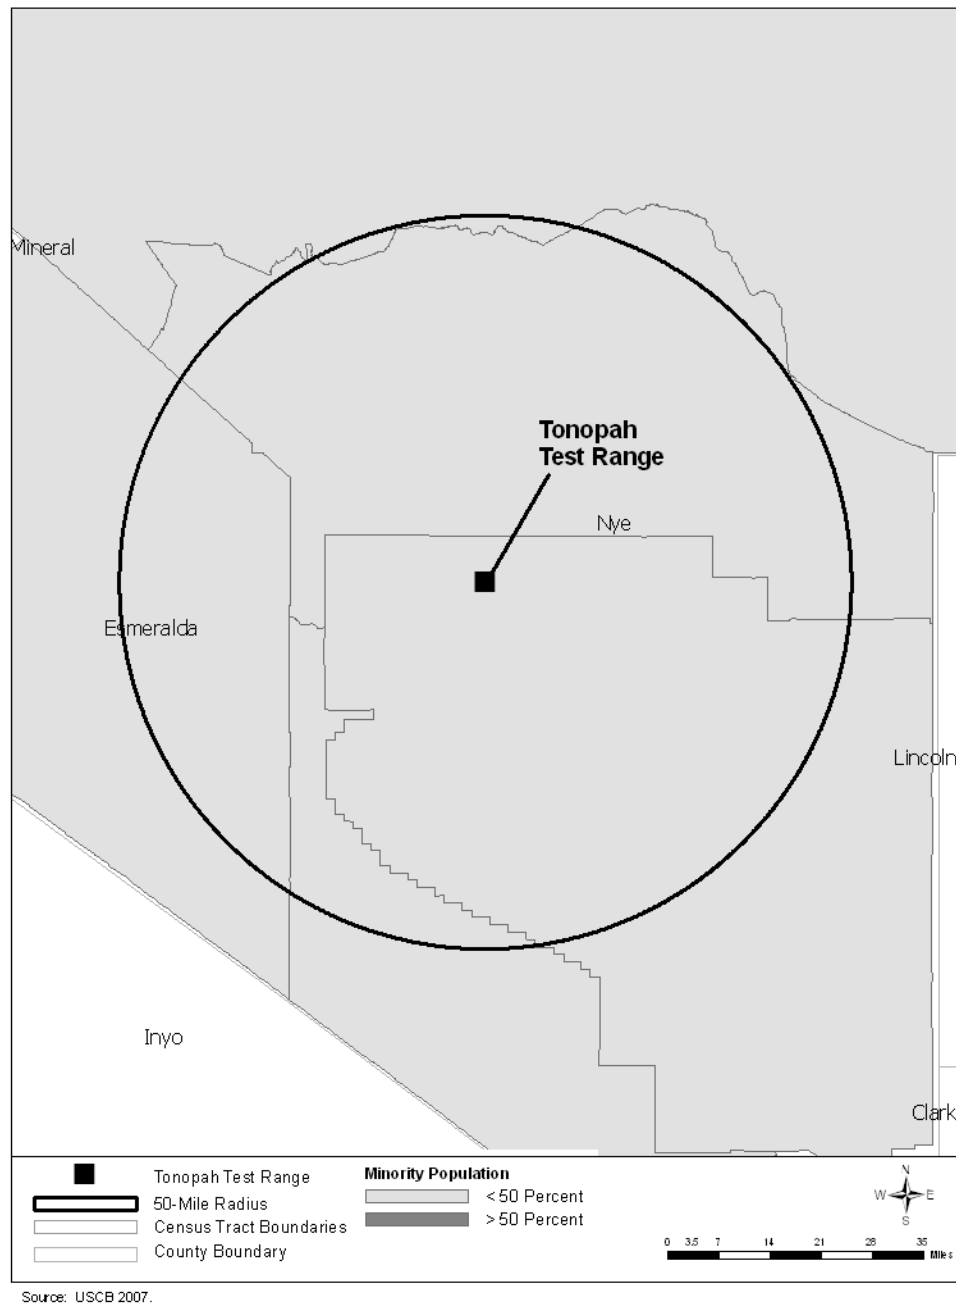 Mineral
Tonopah
Test Range
Nye
Esmeralda
Lincoln
Inyo
Clark
Tonopah Test Range
50-Mile Radius
Census Tract Boundaries
County Boundary
Minority Population
< 50 Percent
> 50 Percent
N
W E
S
0 3.5 7 14 21 28 35
Miles
Source: USCB 2007.